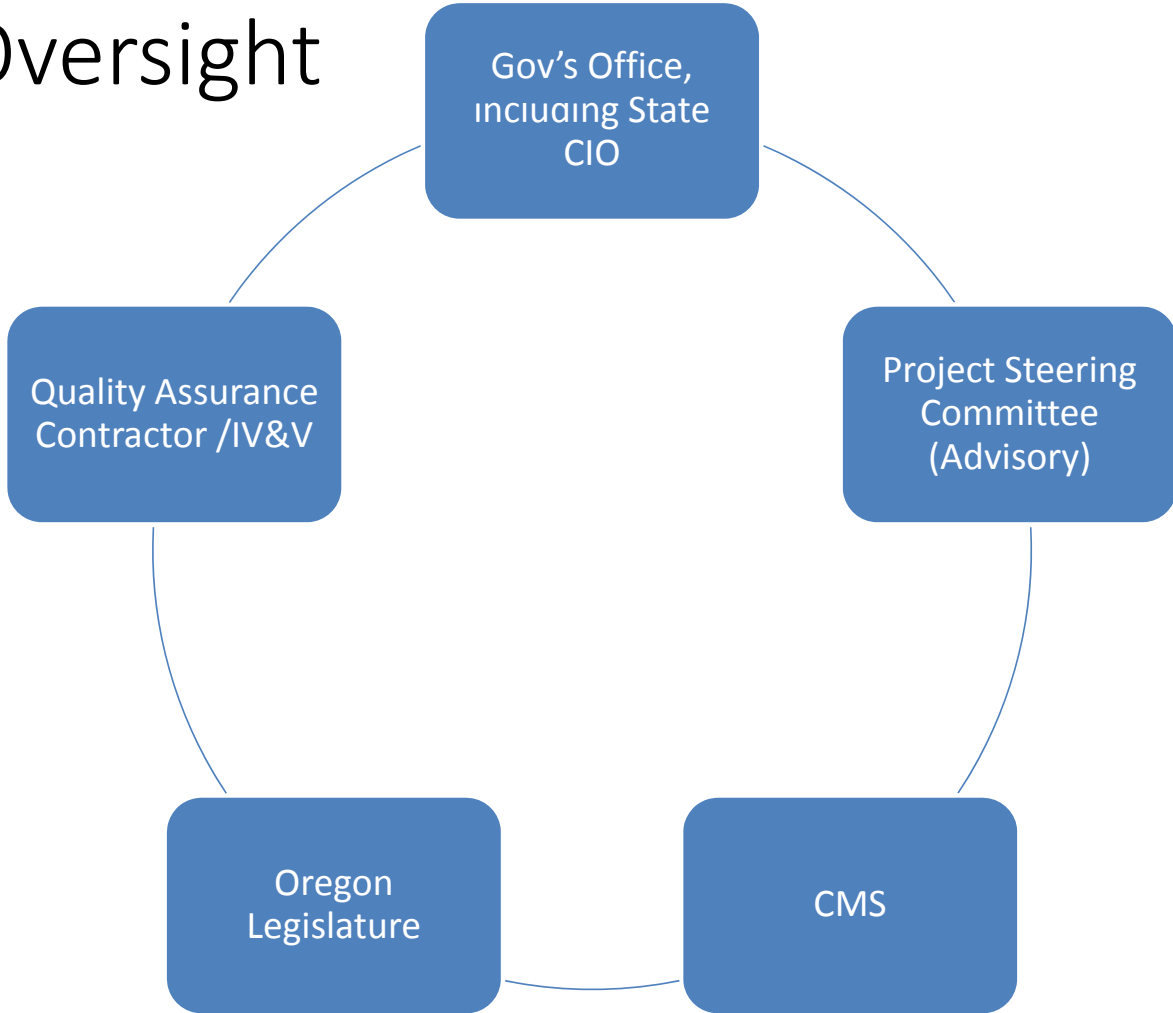 Oversight
Gov's Office,
including State
CIO
Project Steering
Committee
(Advisory)
CMS
Oregon
Legislature
Quality Assurance
Contractor /IV&V